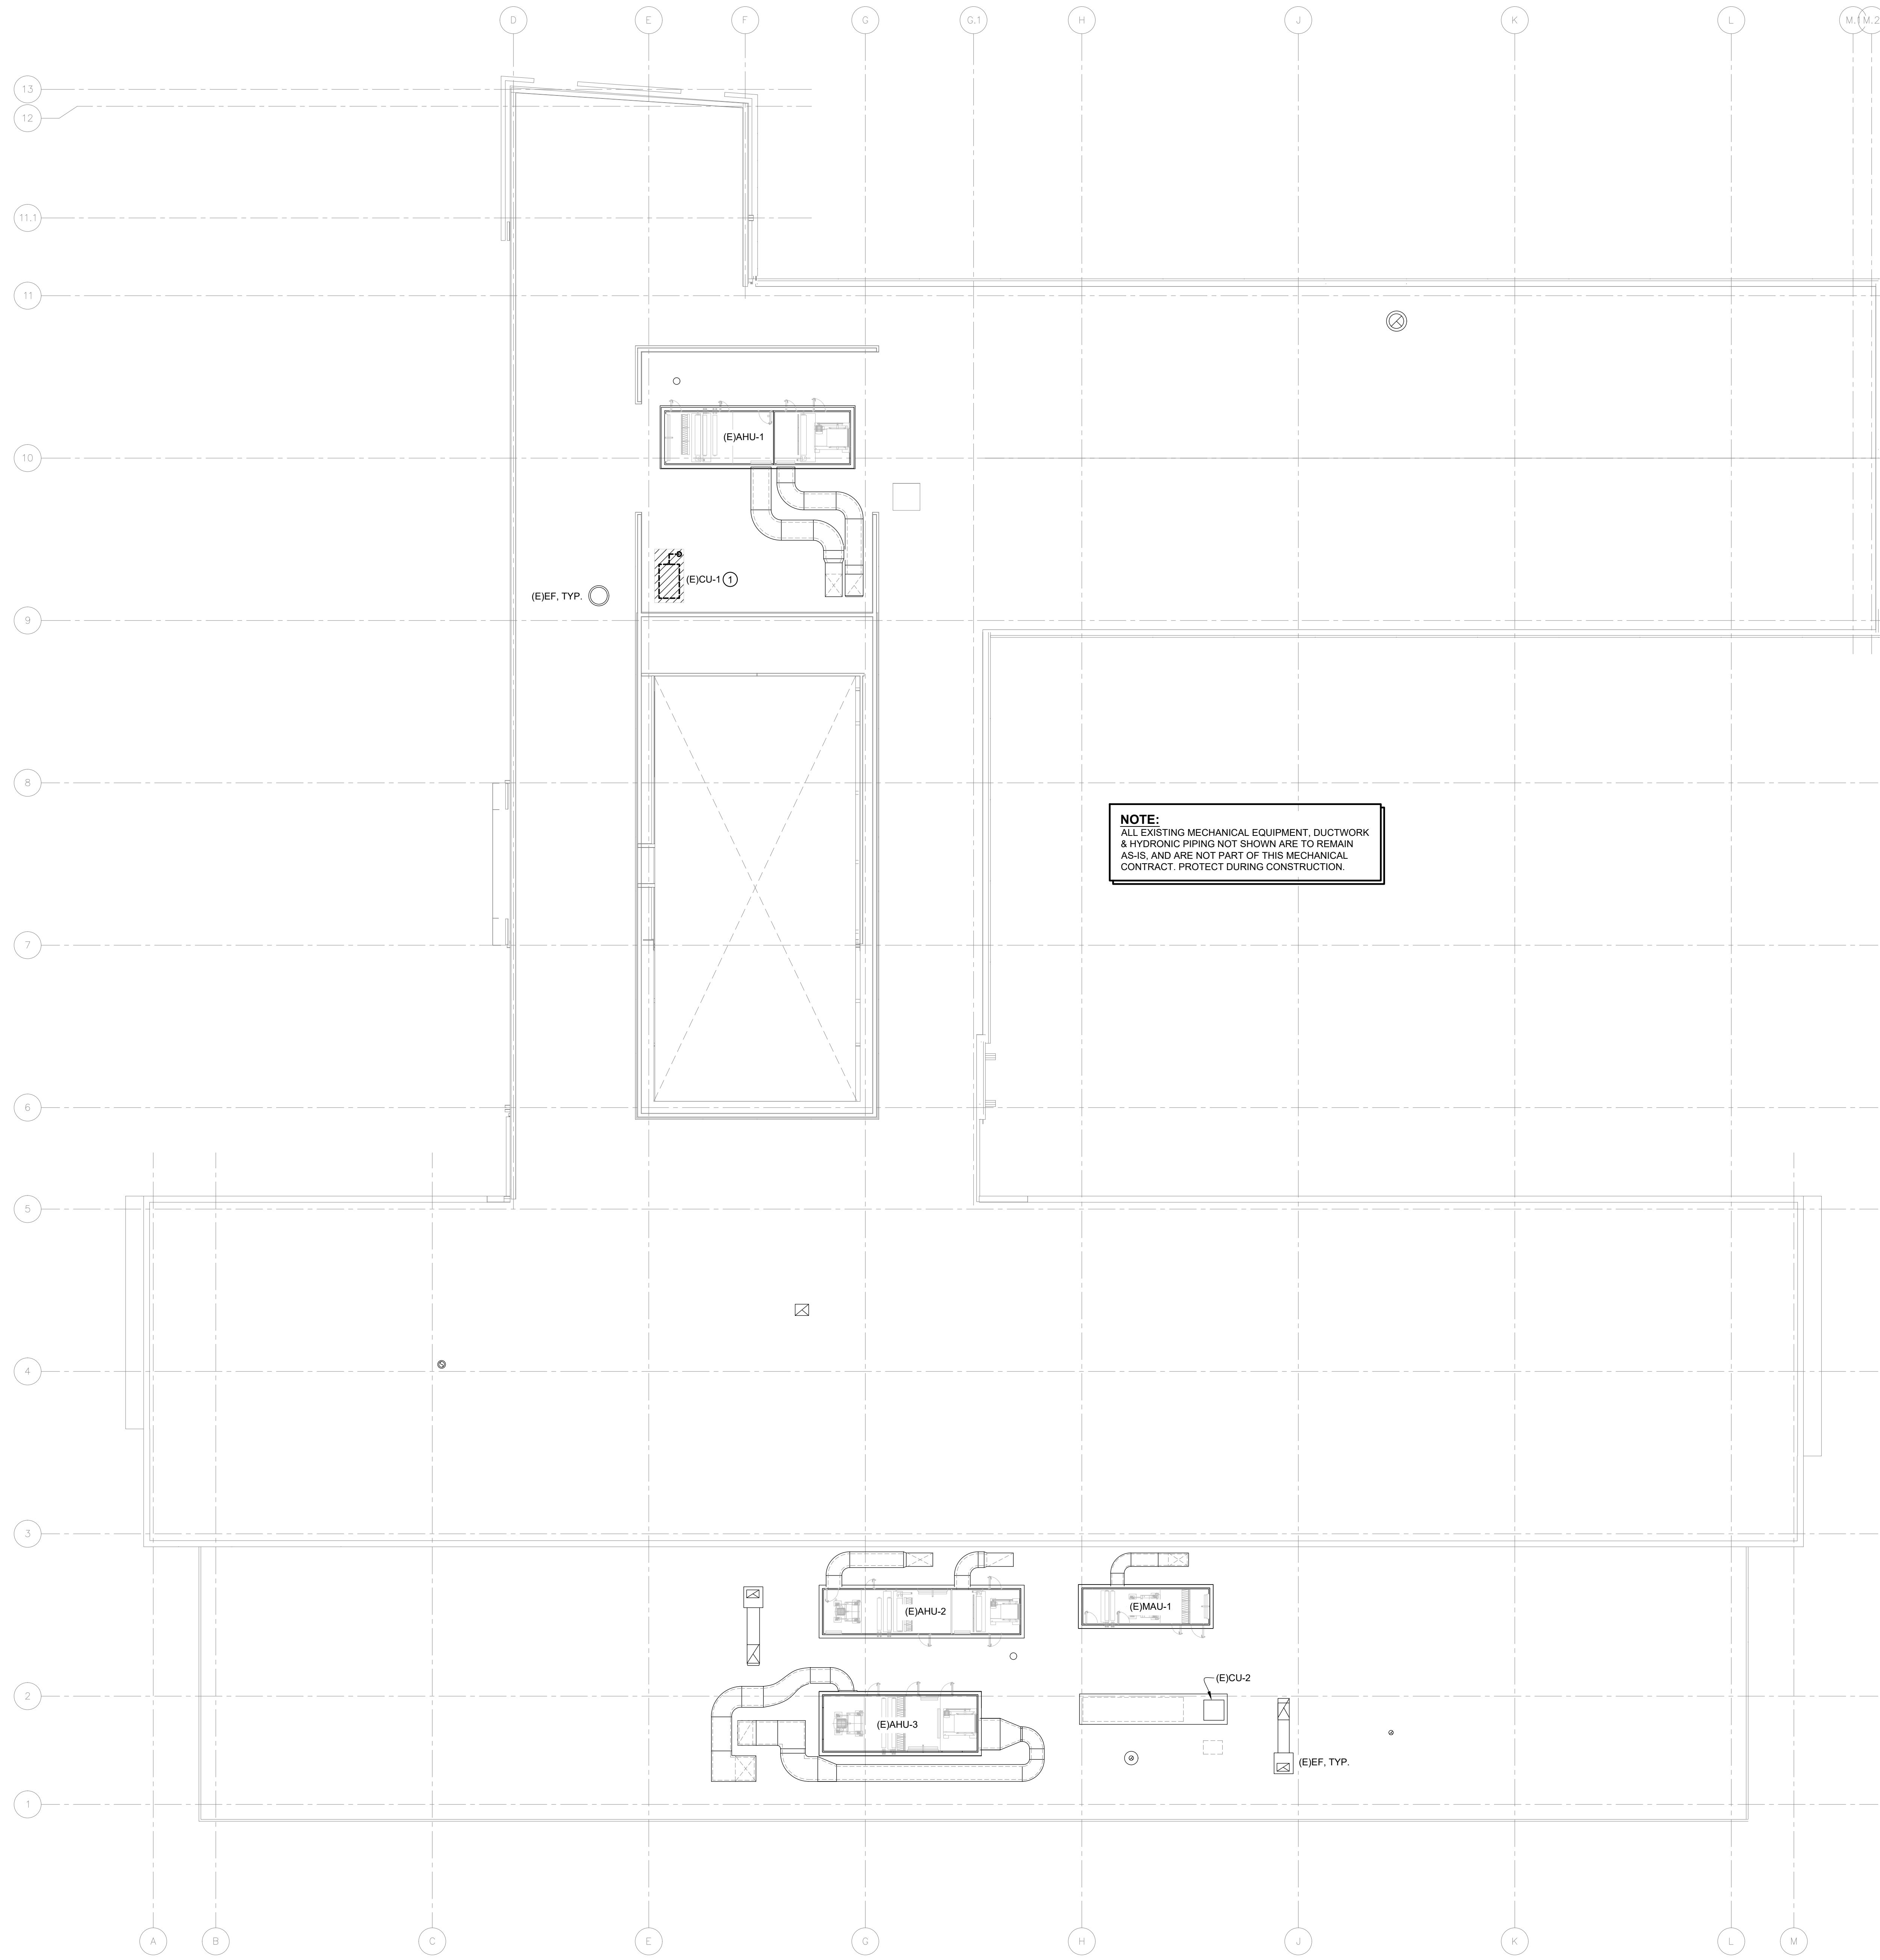 D E F G G.1 H J K L M.1 M.2
13
12
11.1
11
(E)AHU-1
10
(E)CU-1 1
(E)EF, TYP.
9
8
NOTE:
ALL EXISTING MECHANICAL EQUIPMENT, DUCTWORK
& HYDRONIC PIPING NOT SHOWN ARE TO REMAIN
AS-IS, AND ARE NOT PART OF THIS MECHANICAL
CONTRACT. PROTECT DURING CONSTRUCTION.
7
6
5
4
3
(E)AHU-2
(E)MAU-1
(E)CU-2
2
(E)AHU-3
(E)EF, TYP.
1
A B C E G H J K L M